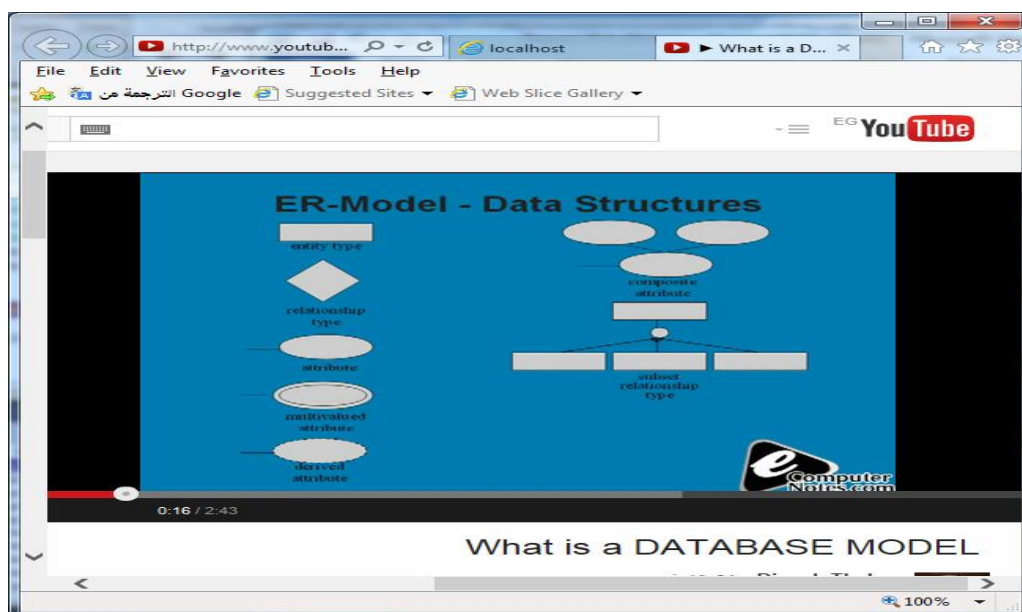 http://www.youtub...
localhost
► What is a D...
File Edit View Favorites Tools Help
الترجمة من Google Suggested Sites Web Slice Gallery
EG YouTube
ER-Model - Data Structures
entity type
relationship
type
attribute
multivalued
attribute
derived
attribute
composite
attribute
subset
relationship
type
e
Computer
Notes.com
0:16 / 2:43
What is a DATABASE MODEL
100%